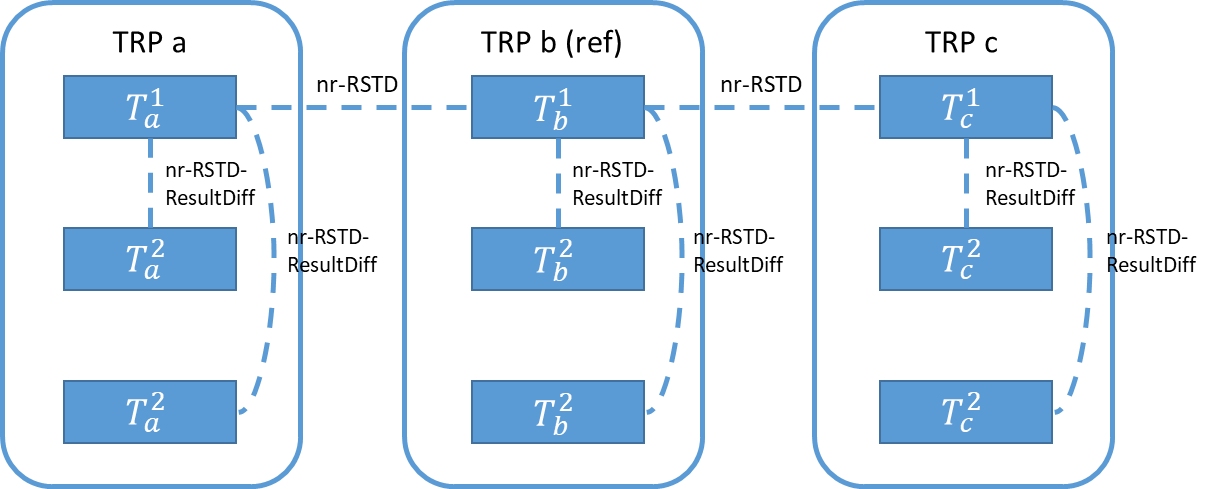 TRP a
TRP b (ref)
TRP c
nr-RSTD
nr-RSTD
T_a^1
T_b^1
T_c^1
nr-RSTD-
ResultDiff
nr-RSTD-
ResultDiff
nr-RSTD-
ResultDiff
T_a^2
T_b^2
T_c^2
nr-RSTD-
ResultDiff
nr-RSTD-
ResultDiff
nr-RSTD-
ResultDiff
T_a^2
T_b^2
T_c^2